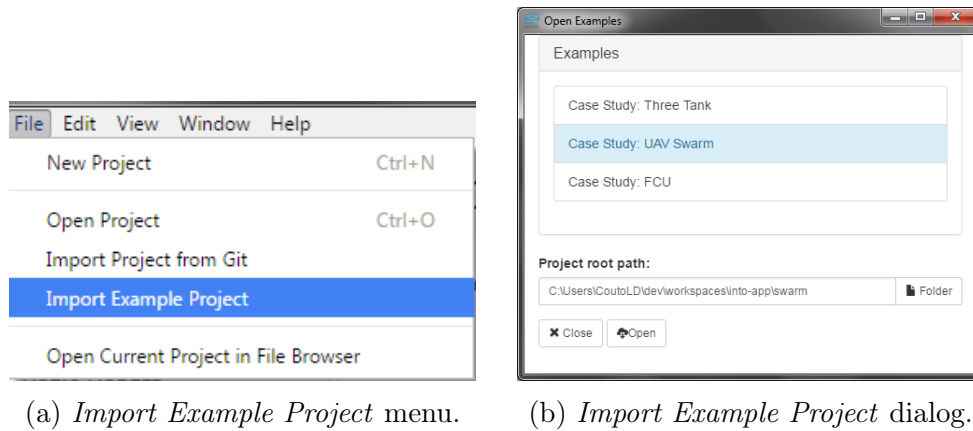 File Edit View Window Help
New Project Ctrl+N
Open Project Ctrl+O
Import Project from Git
Import Example Project
Open Current Project in File Browser
(a) Import Example Project menu.
Open Examples
Examples
Case Study: Three Tank
Case Study: UAV Swarm
Case Study: FCU
Project root path:
C:\Users\CoutoLD\dev\workspaces\into-app\swarm Folder
Close Open
(b) Import Example Project dialog.